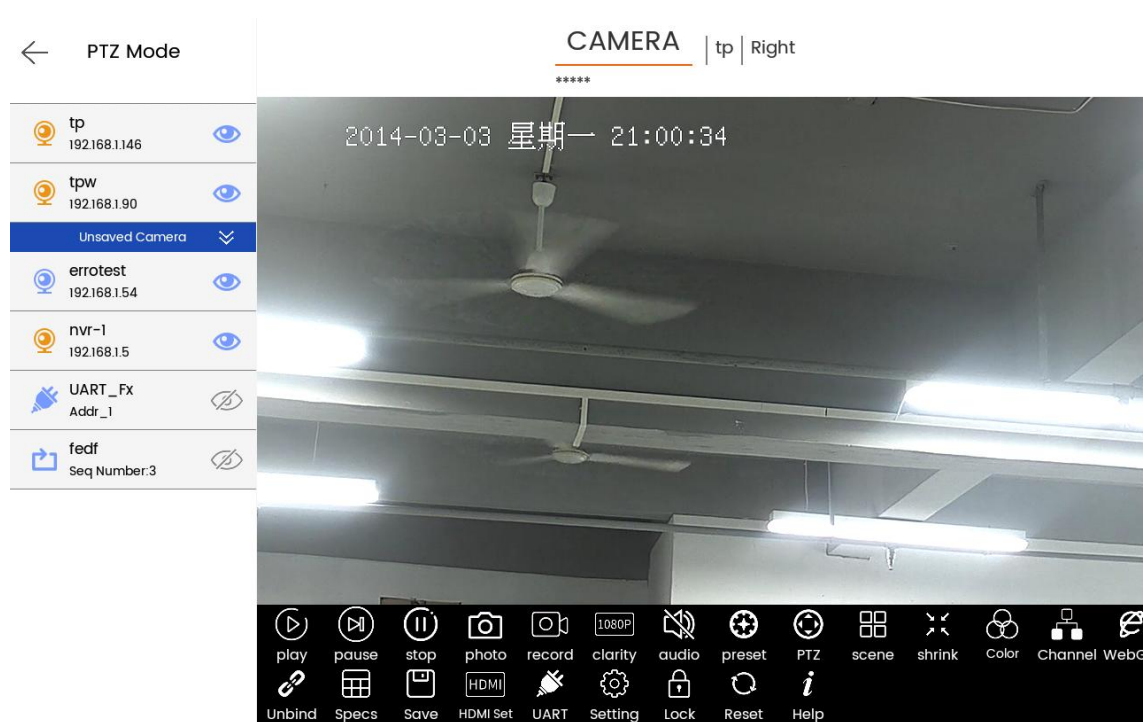 PTZ Mode
CAMERA | tp | Right
*****
tp
192.168.1.146
tpw
192.168.1.90
Unsaved Camera
errotest
192.168.1.54
nvr-1
192.168.1.5
UART_Fx
Addr_1
fedf
Seq Number:3
2014-03-03 星期一 21:00:34
1080P
play pause stop photo record clarity audio preset PTZ scene shrink Color Channel WebG
HDMI
Unbind Specs Save HDMI Set UART Setting Lock Reset Help